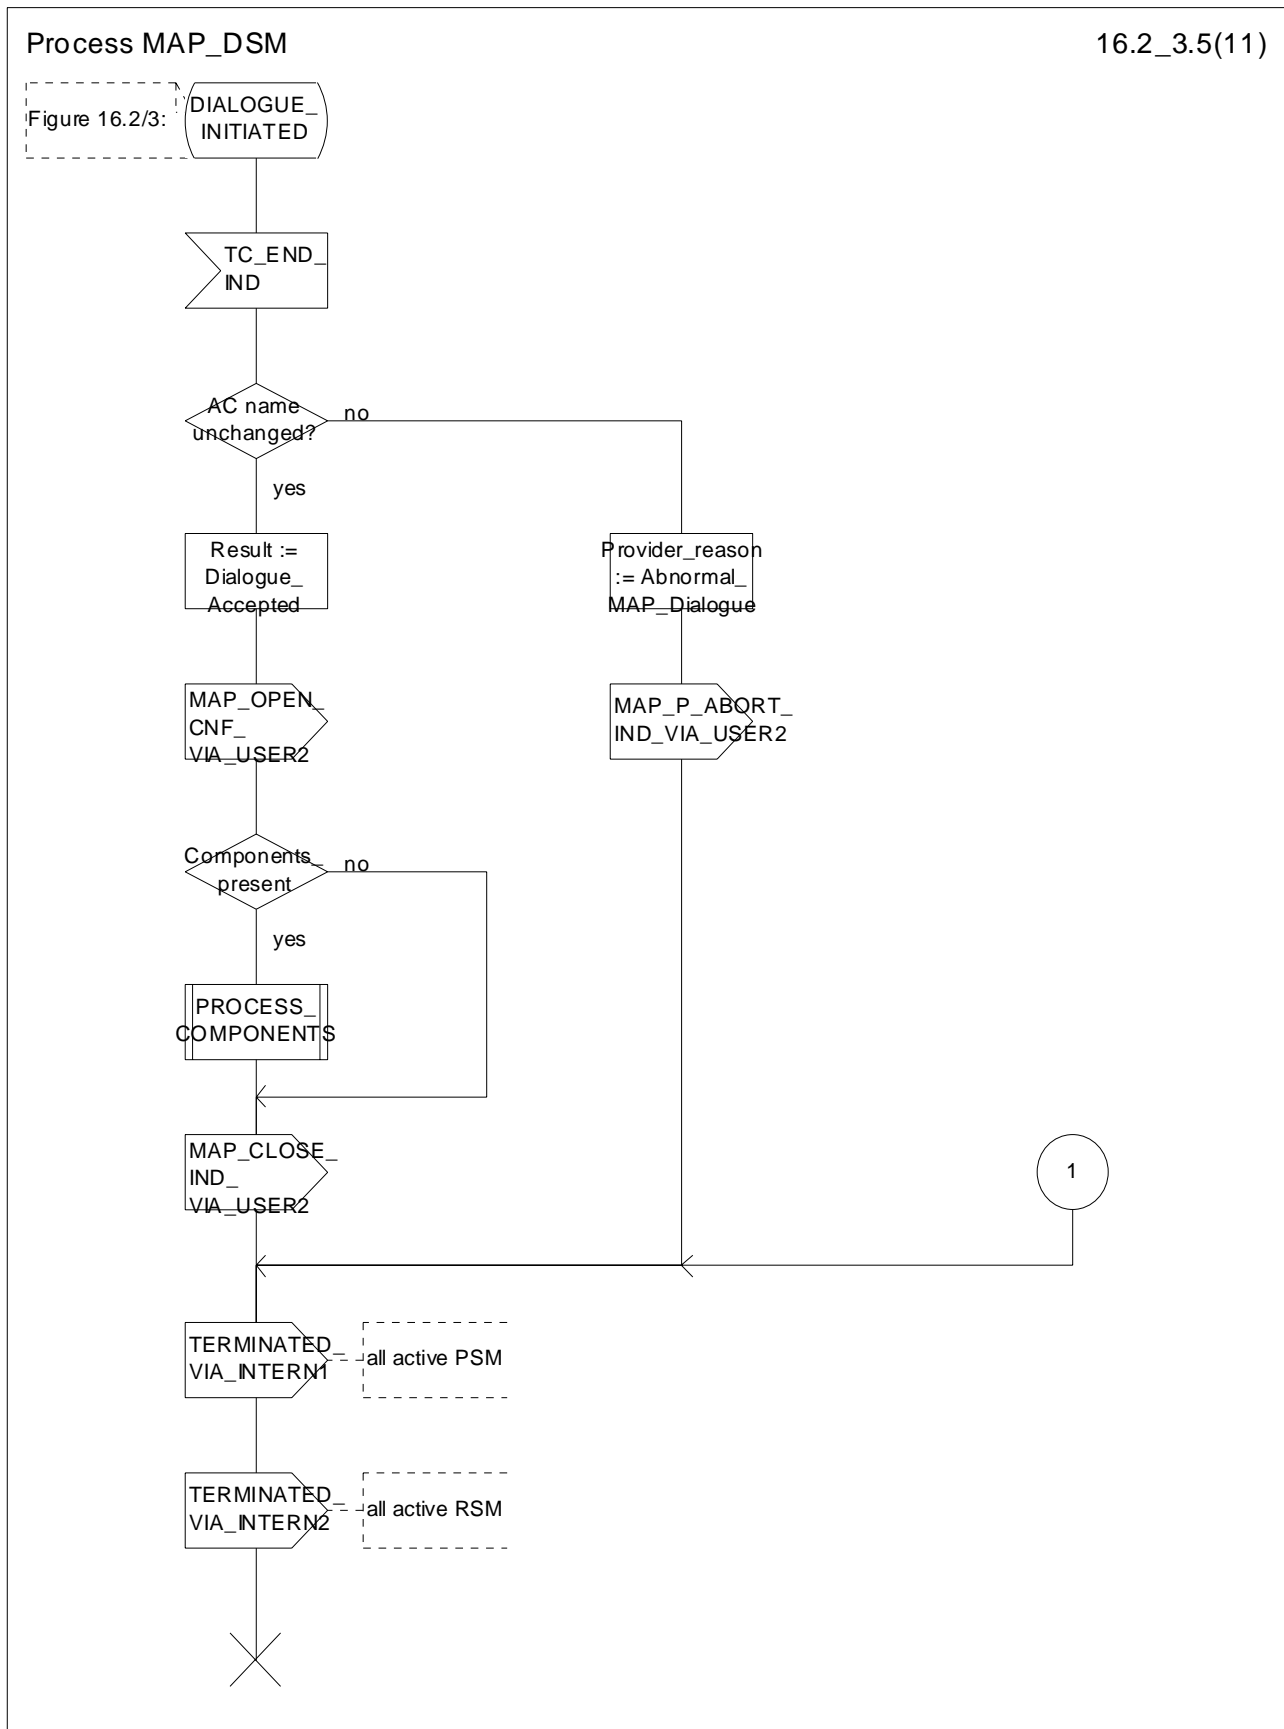 Process MAP_DSM
16.2_3.5(11)
Figure 16.2/3:
DIALOGUE_
INITIATED
TC_END_
IND
AC name
unchanged?
no
yes
Result :=
Dialogue_
Accepted
Provider_reason
:= Abnormal_
MAP_Dialogue
MAP_OPEN_
CNF_
VIA_USER2
MAP_P_ABORT_
IND_VIA_USER2
Components_
present
no
yes
PROCESS_
COMPONENTS
MAP_CLOSE_
IND_
VIA_USER2
1
TERMINATED_
VIA_INTERN1
all active PSM
TERMINATED_
VIA_INTERN2
all active RSM